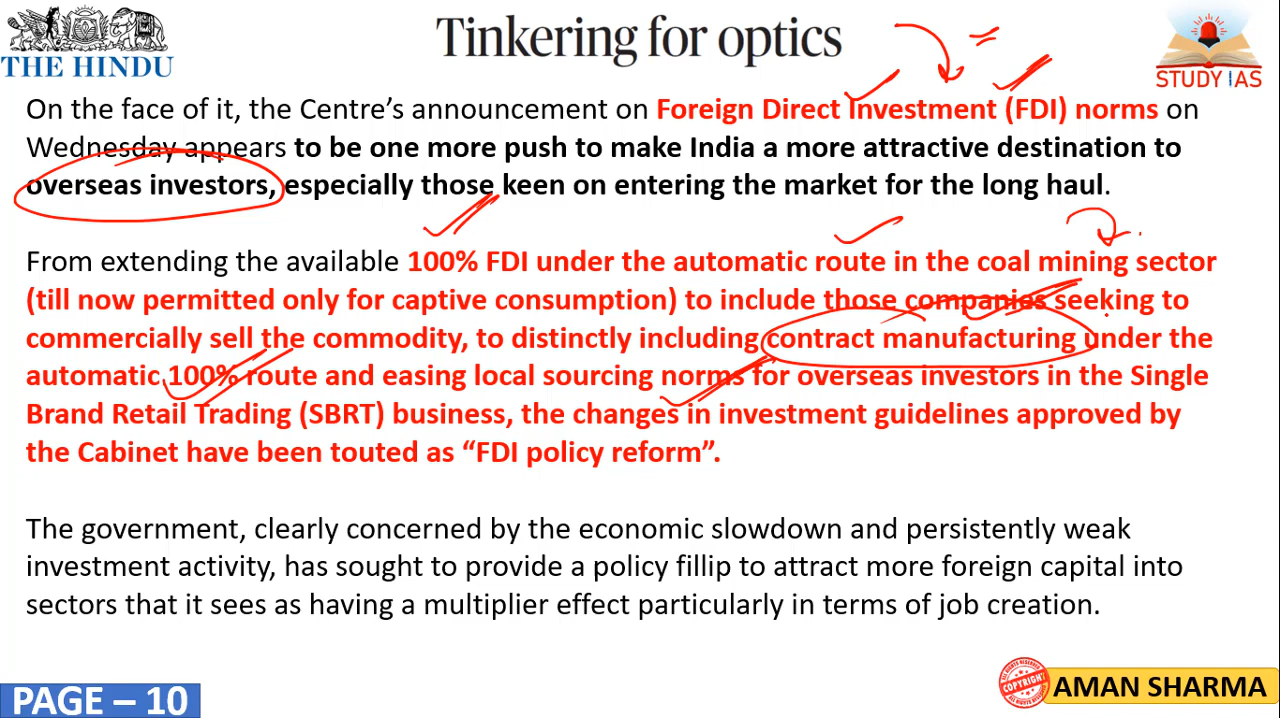 Tinkering for optics
THE HINDU
STUDY IAS
On the face of it, the Centre's announcement on Foreign Direct Investment (FDI) norms on
Wednesday appears to be one more push to make India a more attractive destination to
overseas investors, especially those keen on entering the market for the long haul.
From extending the available 100% FDI under the automatic route in the coal mining sector
(till now permitted only for captive consumption) to include those companies seeking to
commercially sell the commodity, to distinctly including contract manufacturing under the
automatic 100% route and easing local sourcing norms for overseas investors in the Single
Brand Retail Trading (SBRT) business, the changes in investment guidelines approved by
the Cabinet have been touted as “FDI policy reform”.
The government, clearly concerned by the economic slowdown and persistently weak
investment activity, has sought to provide a policy fillip to attract more foreign capital into
sectors that it sees as having a multiplier effect particularly in terms of job creation.
PAGE – 10
COPYRIGHT
AMAN SHARMA